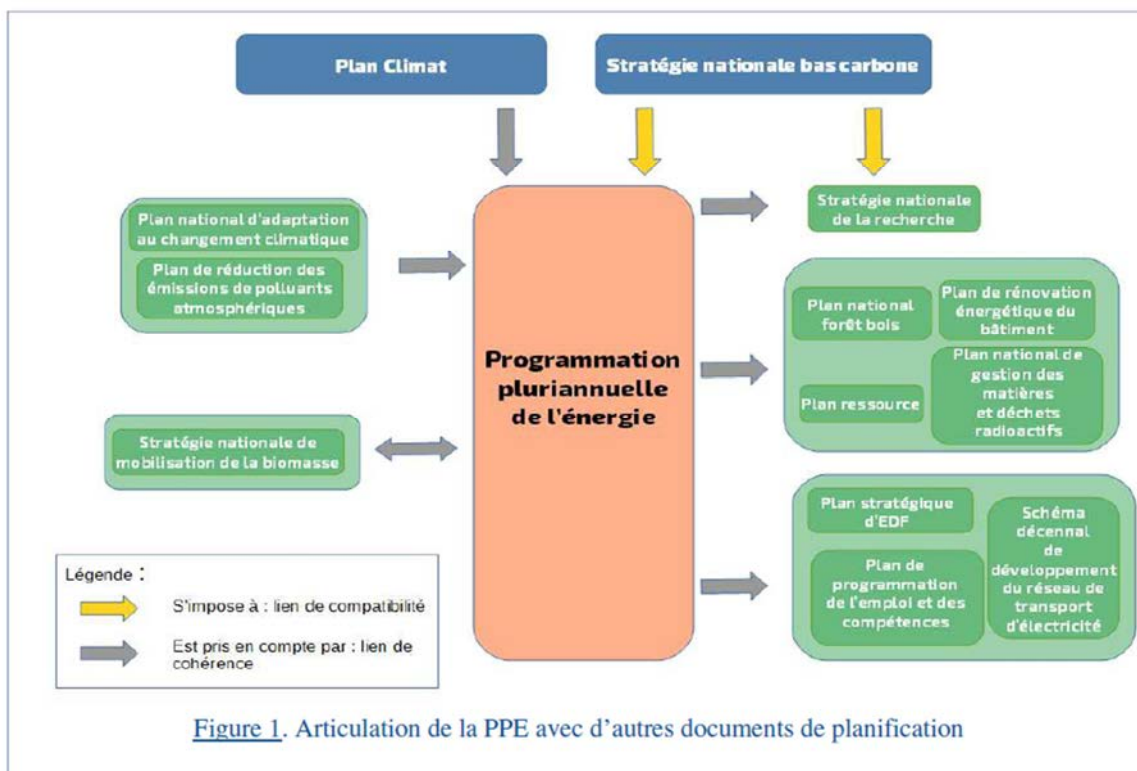 Plan Climat
Stratégie nationale bas carbone
Plan national d'adaptation
au changement climatique
Plan de réduction des
émissions de polluants
atmosphériques
Stratégie nationale de
mobilisation de la biomasse
Programmation
pluriannuelle
de l'énergie
Stratégie nationale
de la recherche
Plan national
forêt bois
Plan de rénovation
énergétique du
bâtiment
Plan ressource
Plan national de
gestion des
matières
et déchets
radioactifs
Plan stratégique
d'EDF
Plan de
programmation
de l'emploi et des
compétences
Schéma
décennal
de
développement
du réseau de
transport
d'électricité
Légende :
S'impose à : lien de compatibilité
Est pris en compte par : lien de
cohérence
Figure 1. Articulation de la PPE avec d'autres documents de planification